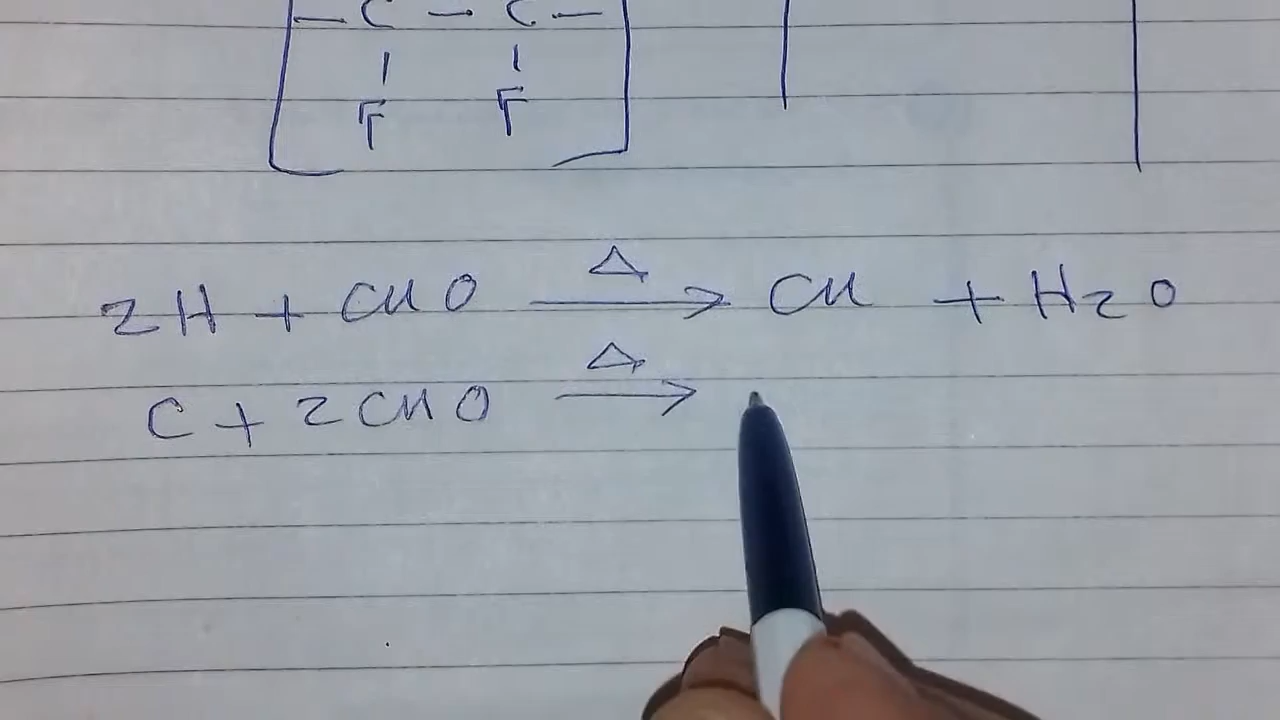 — C — C —
| |
F F
Δ
2H + CuO → Cu + H2O
Δ
C + 2CuO →